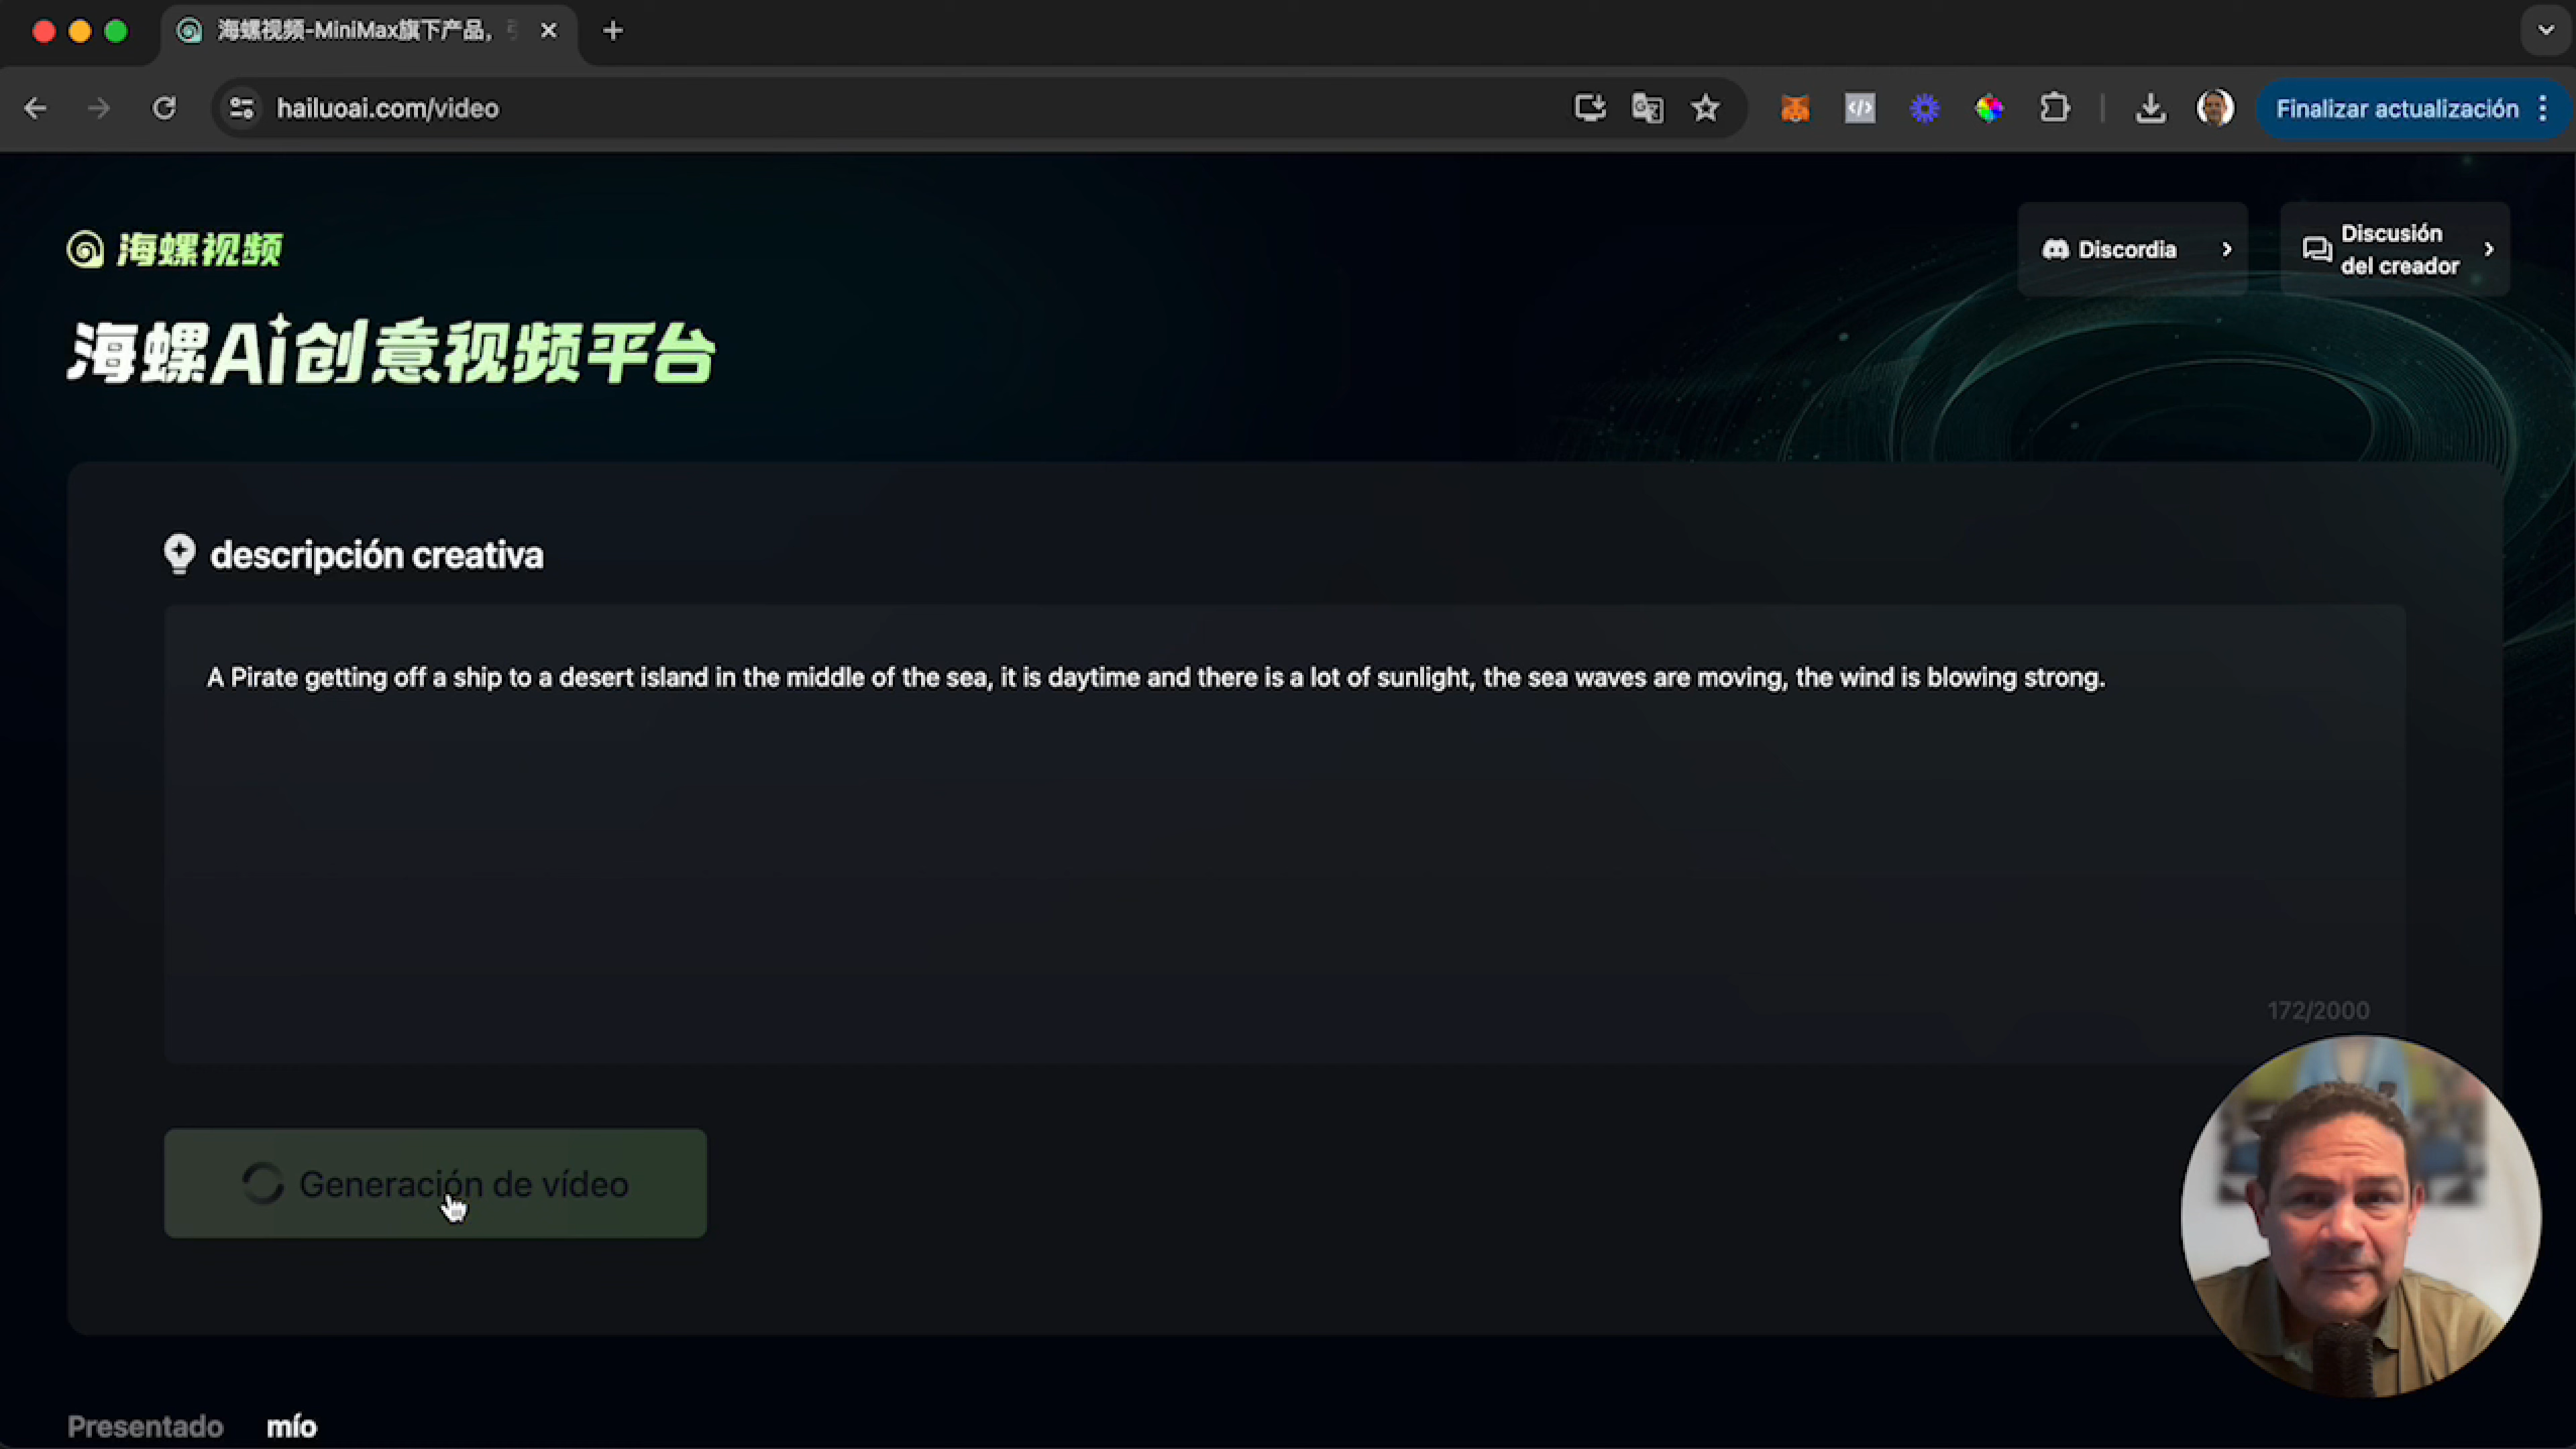 海螺视频-MiniMax旗下产品，
hailuoai.com/video
Finalizar actualización
海螺视频
Discordia
Discusión
del creador
海螺Ai创意视频平台
descripción creativa
A Pirate getting off a ship to a desert island in the middle of the sea, it is daytime and there is a lot of sunlight, the sea waves are moving, the wind is blowing strong.
172/2000
Generación de vídeo
Presentado mío